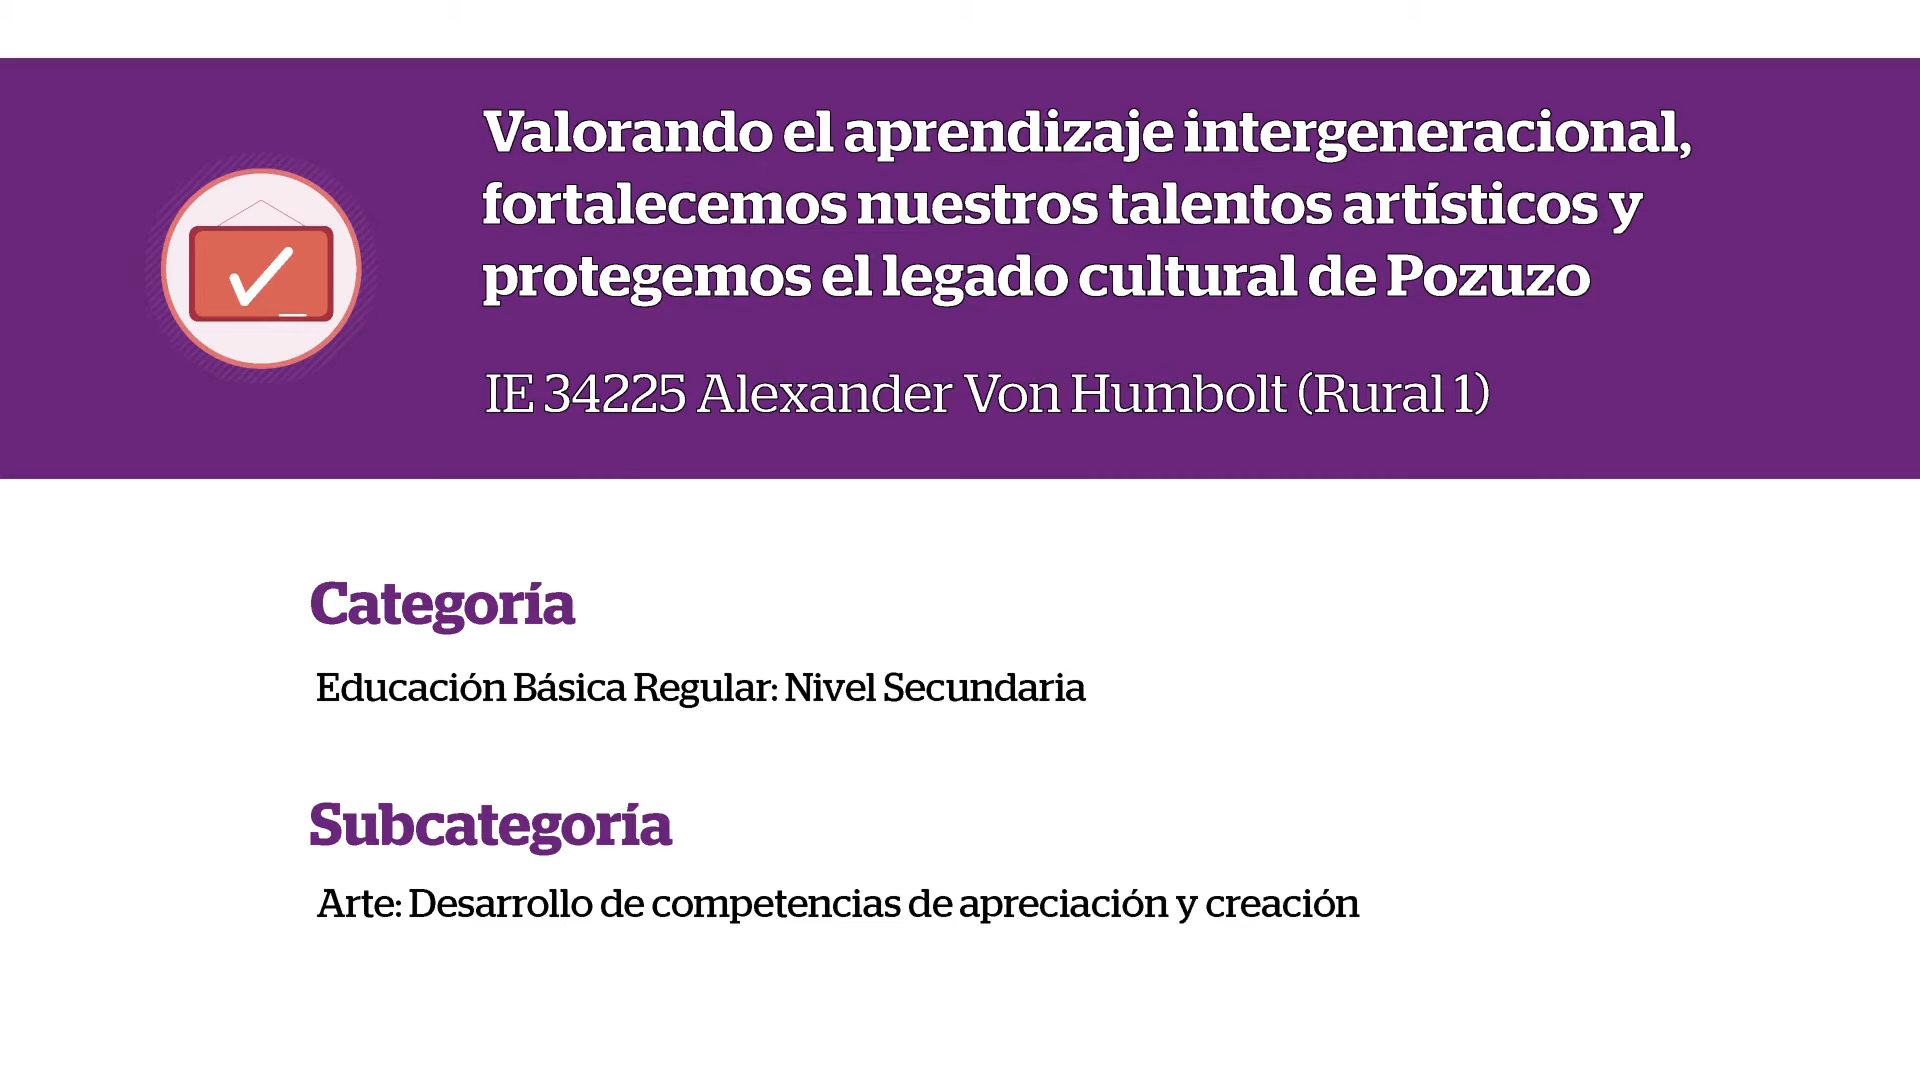 Valorando el aprendizaje intergeneracional,
fortalecemos nuestros talentos artísticos y
protegemos el legado cultural de Pozuzo
IE 34225 Alexander Von Humbolt (Rural 1)
Categoría
Educación Básica Regular: Nivel Secundaria
Subcategoría
Arte: Desarrollo de competencias de apreciación y creación